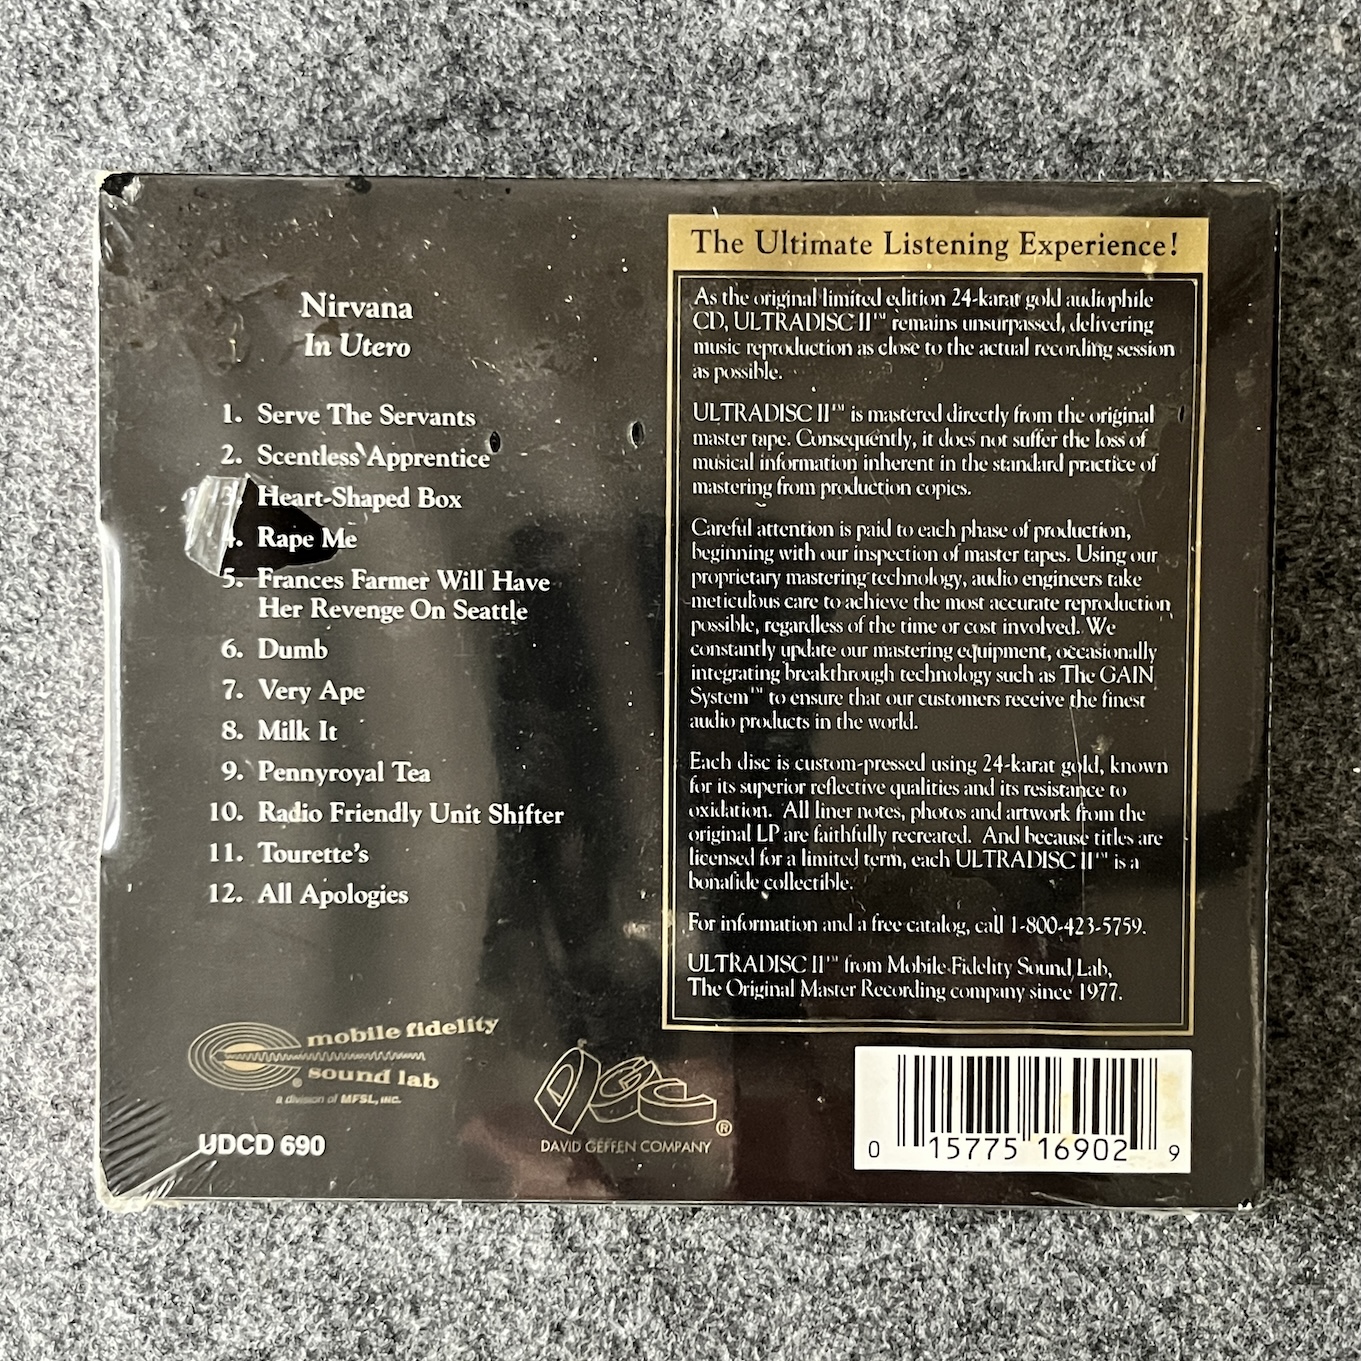 Nirvana
In Utero
1. Serve The Servants
2. Scentless Apprentice
3. Heart-Shaped Box
4. Rape Me
5. Frances Farmer Will Have
Her Revenge On Seattle
6. Dumb
7. Very Ape
8. Milk It
9. Pennyroyal Tea
10. Radio Friendly Unit Shifter
11. Tourette's
12. All Apologies
mobile fidelity
sound lab
®
a division of MFSL, INC.
UDCD 690
The Ultimate Listening Experience!
As the original limited edition 24-karat gold audiophile
CD, ULTRADISC II™ remains unsurpassed, delivering
music reproduction as close to the actual recording session
as possible.
ULTRADISC II™ is mastered directly from the original
master tape. Consequently, it does not suffer the loss of
musical information inherent in the standard practice of
mastering from production copies.
Careful attention is paid to each phase of production,
beginning with our inspection of master tapes. Using our
proprietary mastering technology, audio engineers take
meticulous care to achieve the most accurate reproduction
possible, regardless of the time or cost involved. We
constantly update our mastering equipment, occasionally
integrating breakthrough technology such as The GAIN
System™ to ensure that our customers receive the finest
audio products in the world.
Each disc is custom-pressed using 24-karat gold, known
for its superior reflective qualities and its resistance to
oxidation. All liner notes, photos and artwork from the
original LP are faithfully recreated. And because titles are
licensed for a limited term, each ULTRADISC II™ is a
bonafide collectible.
For information and a free catalog, call 1-800-423-5759.
ULTRADISC II™ from Mobile Fidelity Sound Lab,
The Original Master Recording company since 1977.
DGC ®
DAVID GEFFEN COMPANY
0 15775 16902 9